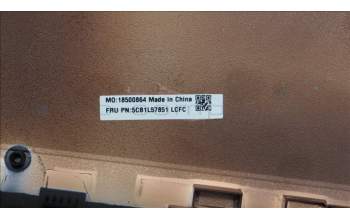 MO:18500864 Made in China
FRU PN:5CB1L57851 LCFC